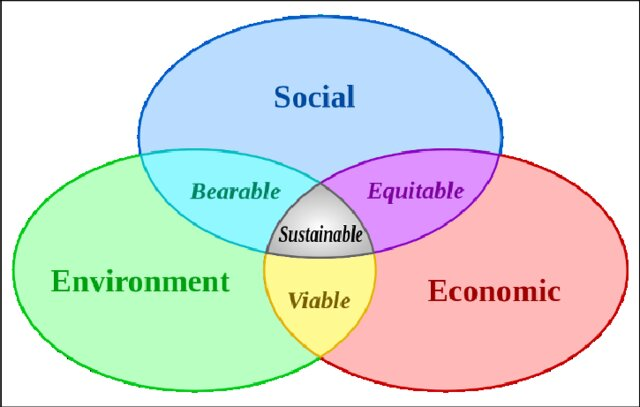 Social
Bearable
Equitable
Sustainable
Environment
Viable
Economic